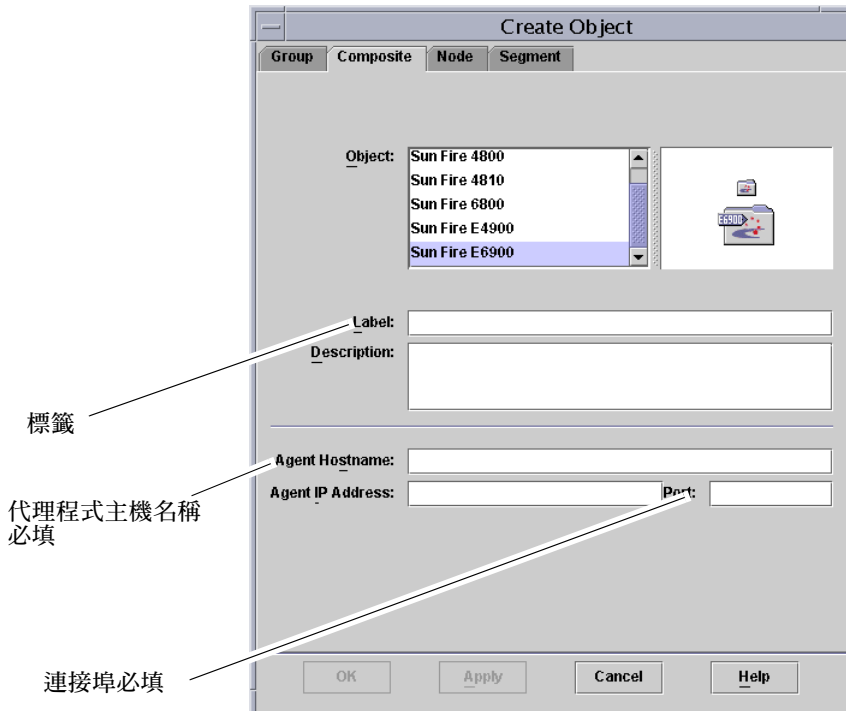 Create Object
Group Composite Node Segment
Object:
Sun Fire 4800
Sun Fire 4810
Sun Fire 6800
Sun Fire E4900
Sun Fire E6900
E6900
Label:
Description:
標籤
Agent Hostname:
Agent IP Address: Port:
代理程式主機名稱
必填
連接埠必填
OK Apply Cancel Help